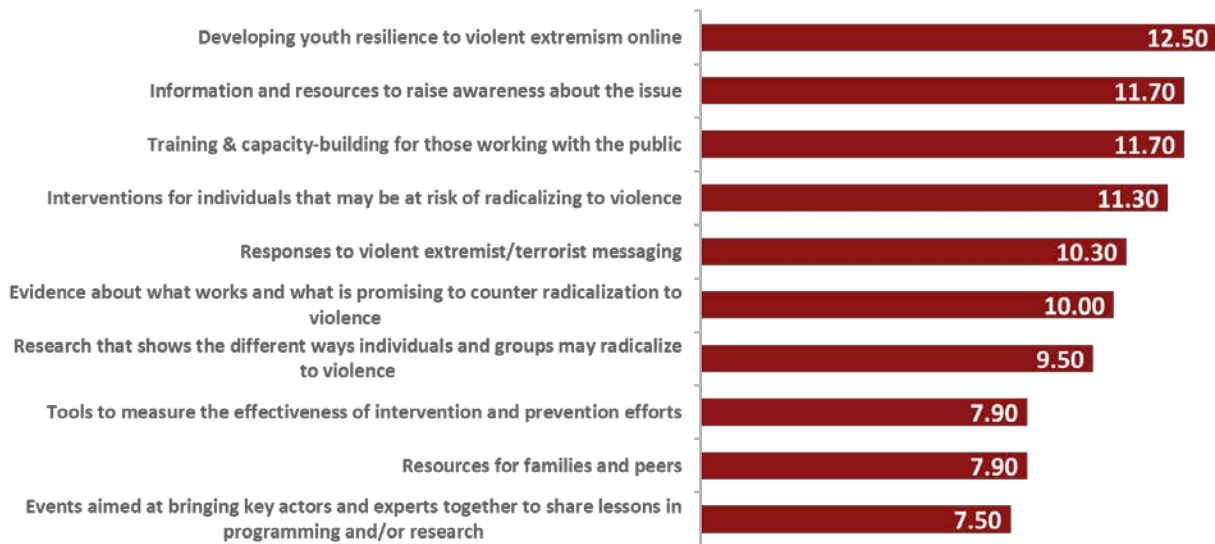 Developing youth resilience to violent extremism online
12.50
Information and resources to raise awareness about the issue
11.70
Training & capacity-building for those working with the public
11.70
Interventions for individuals that may be at risk of radicalizing to violence
11.30
Responses to violent extremist/terrorist messaging
10.30
Evidence about what works and what is promising to counter radicalization to
violence
10.00
Research that shows the different ways individuals and groups may radicalize
to violence
9.50
Tools to measure the effectiveness of intervention and prevention efforts
7.90
Resources for families and peers
7.90
Events aimed at bringing key actors and experts together to share lessons in
programming and/or research
7.50